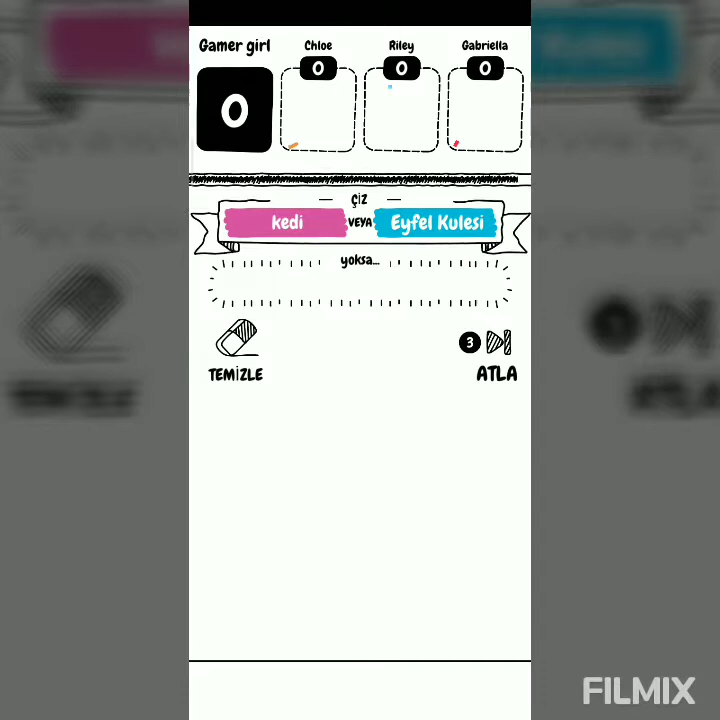 Gamer girl Chloe Riley Gabriella
0 0 0 0
ÇİZ
kedi VEYA Eyfel Kulesi
yoksa...
3
TEMİZLE ATLA
FILMIX